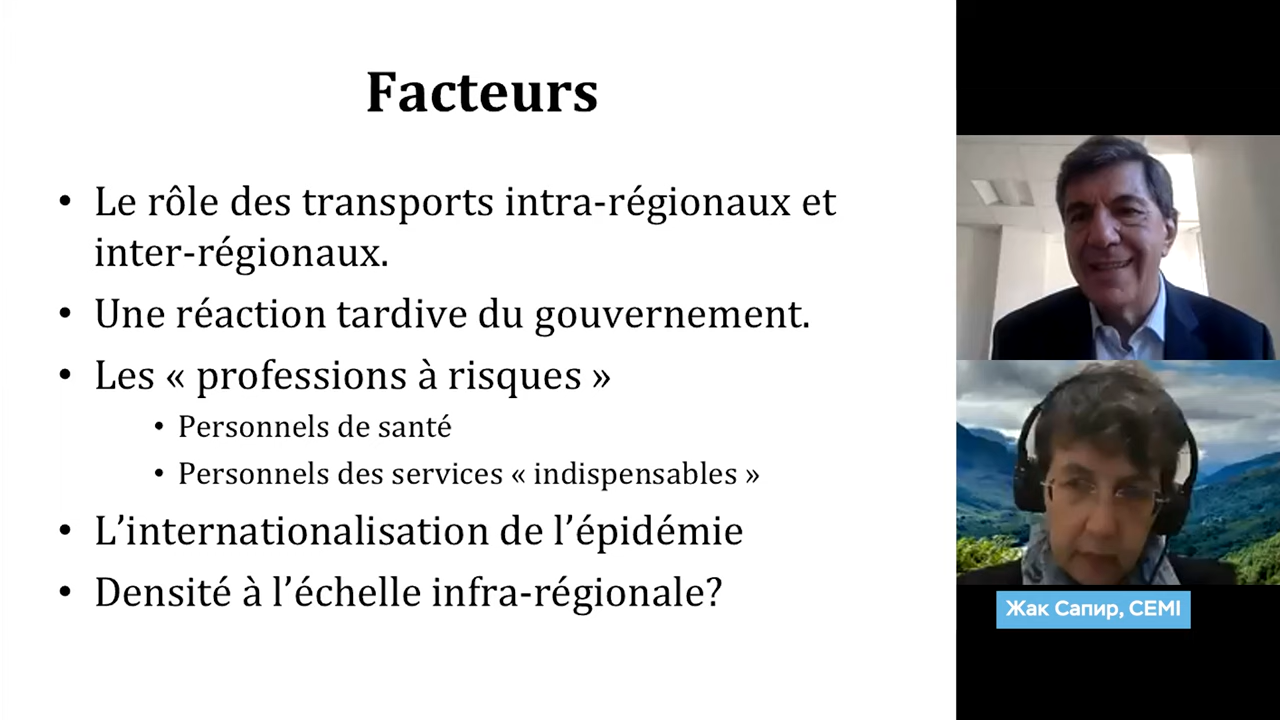 Facteurs
• Le rôle des transports intra-régionaux et
inter-régionaux.
• Une réaction tardive du gouvernement.
• Les « professions à risques »
• Personnels de santé
• Personnels des services « indispensables »
• L’internationalisation de l’épidémie
• Densité à l’échelle infra-régionale?
Жак Сапир, CEMI